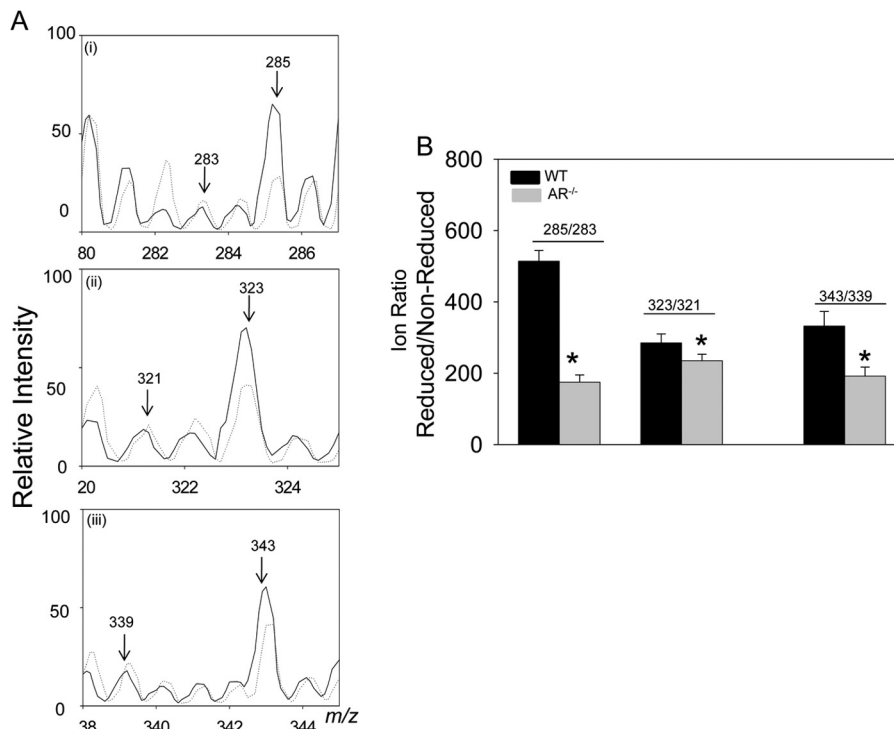 A
Relative Intensity
100
(i)
285
50
283
0
80 282 284 286
100
(ii)
323
50
321
0
20 322 324
100
(iii)
343
50
339
0
38 340 342 344
m/z
B
Ion Ratio
Reduced/Non-Reduced
800
600
400
200
0
WT
AR-/-
285/283
323/321
343/339
*
*
*